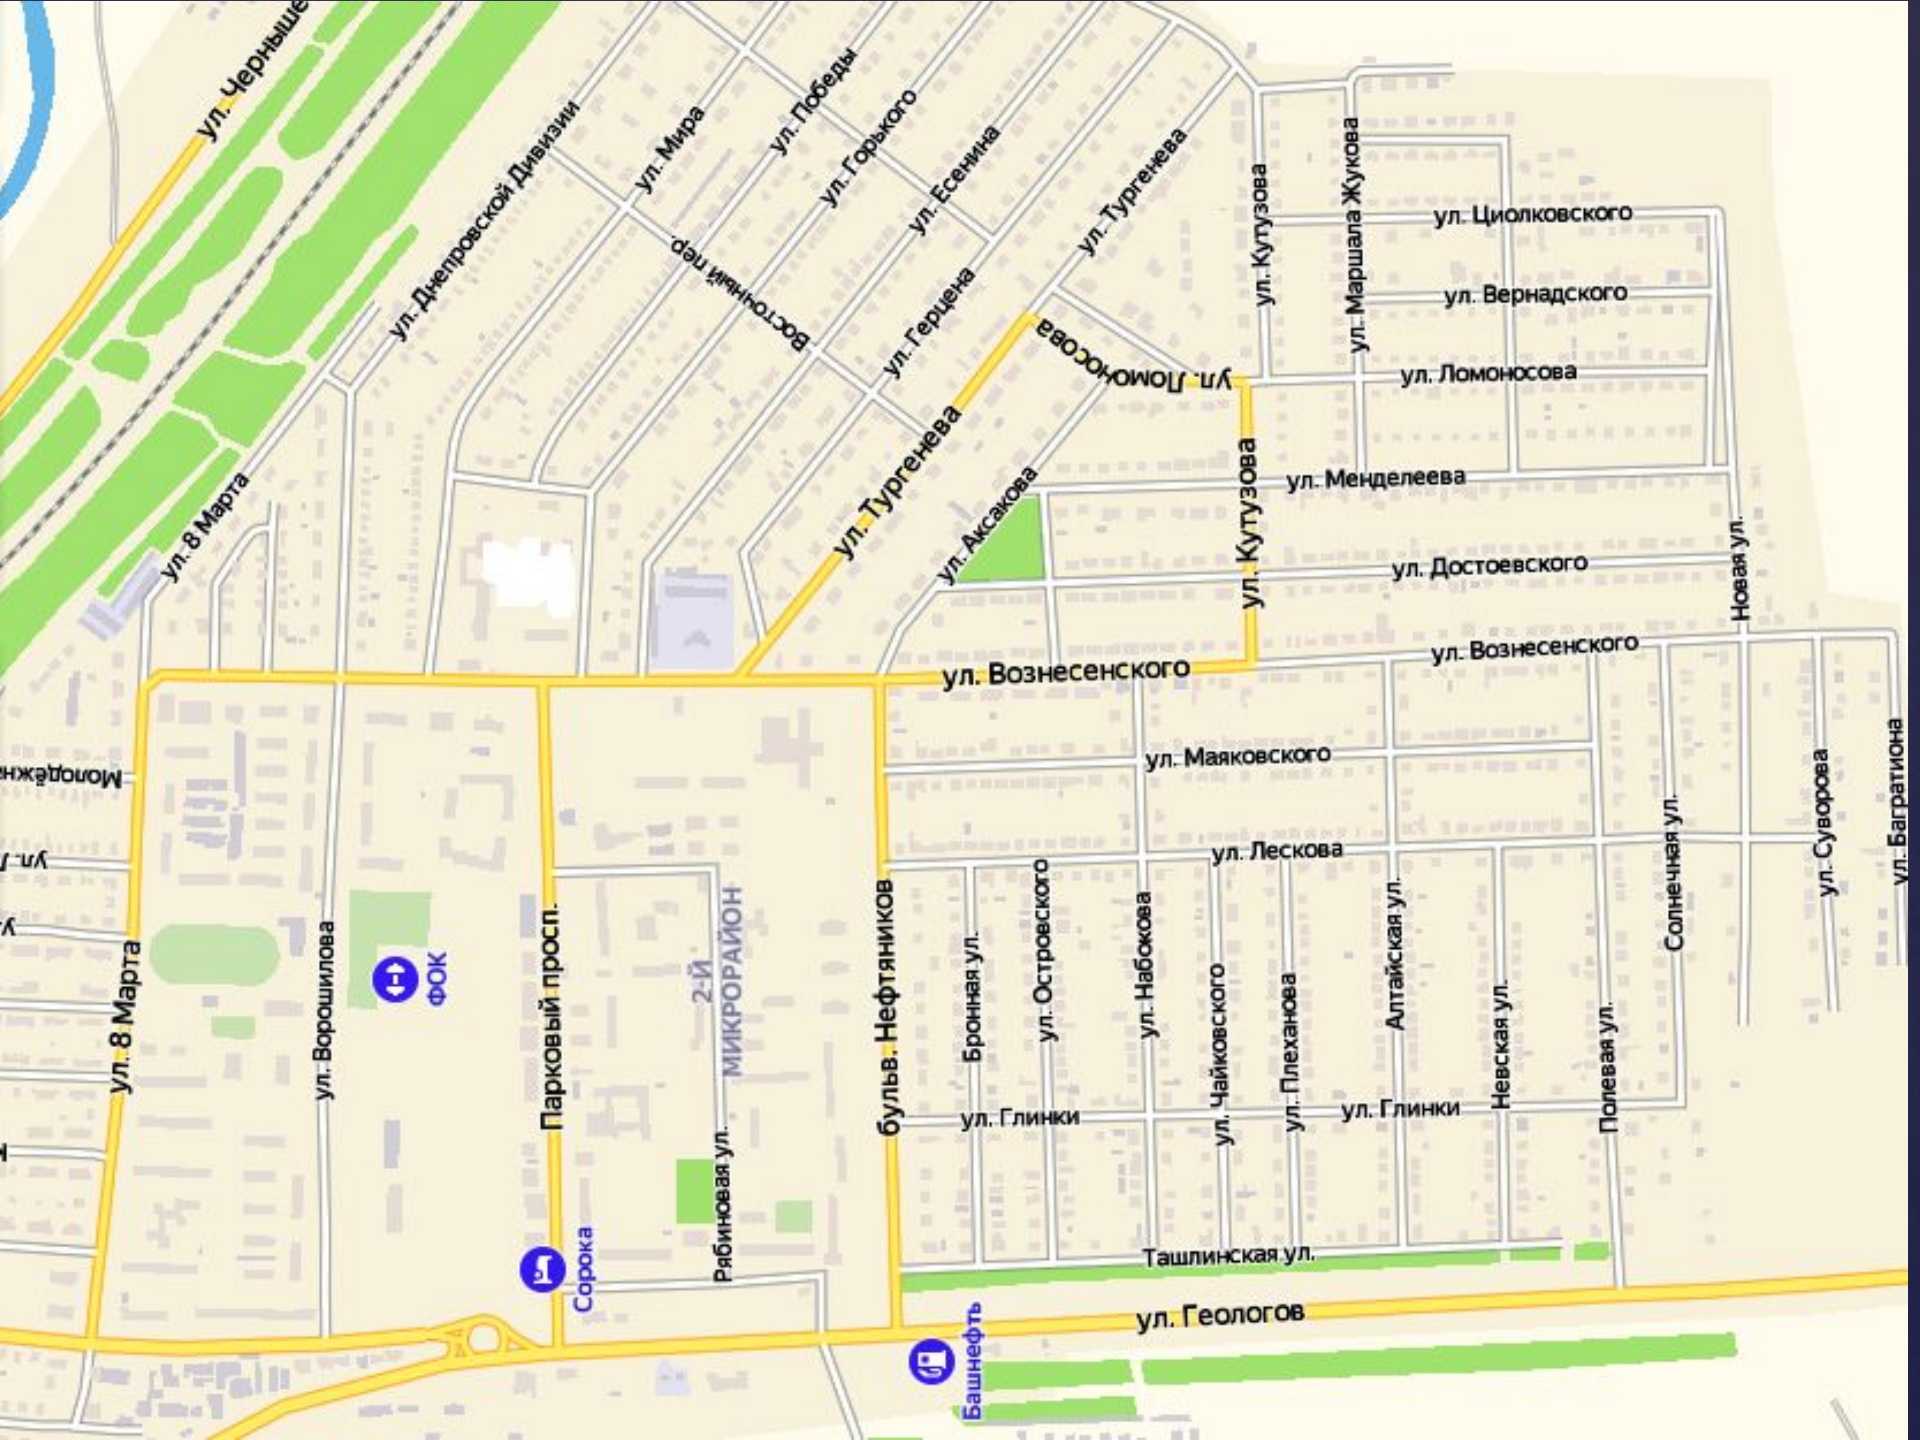 ул. Черныше
ул. Днепровской Дивизии
ул. Мира
ул. Победы
ул. Горького
ул. Есенина
ул. Тургенева
ул. Кутузова
ул. Маршала Жукова
ул. Циолковского
Восточный пер
ул. Герцена
ул. Вернадского
ул. Ломоносова
ул. Ломоносова
ул. 8 Марта
ул. Тургенева
ул. Аксакова
ул. Кутузова
ул. Менделеева
ул. Достоевского
Новая ул.
ул. Вознесенского
ул. Вознесенского
Молодёжна
ул. Маяковского
ул. Суворова
ул. Багратиона
ул. Лескова
Солнечная ул.
ул. 8 Марта
ул. Ворошилова
ФОК
Парковый просп.
2-Й
МИКРОРАЙОН
бульв. Нефтяников
Бронная ул.
ул. Островского
ул. Набокова
ул. Чайковского
ул. Плеханова
Алтайская ул.
Невская ул.
Полевая ул.
ул. Глинки
ул. Глинки
Рябиновая ул.
Сорока
Ташлинская ул.
ул. Геологов
Башнефть